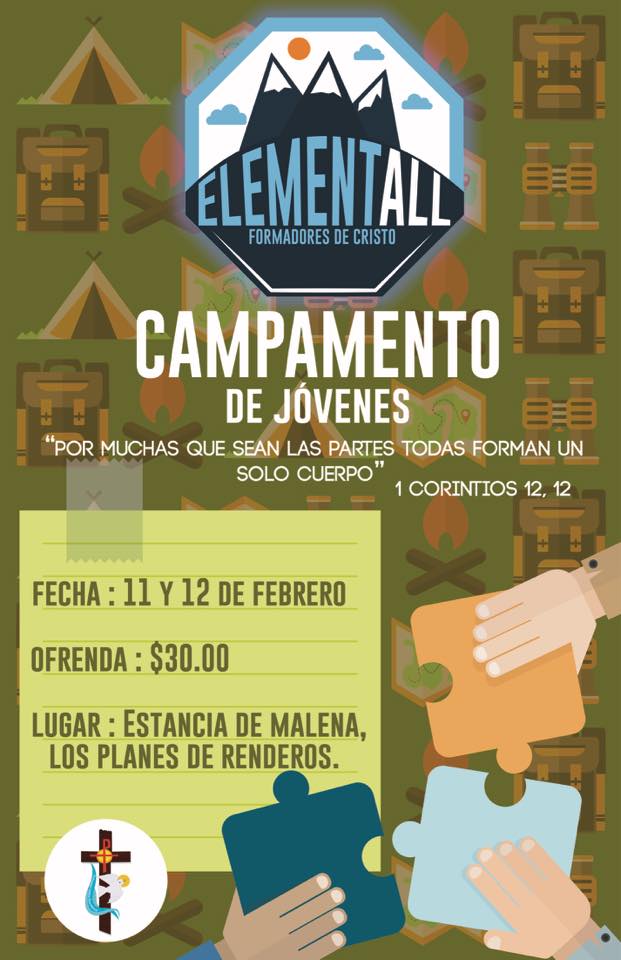 ELEMENTALL
FORMADORES DE CRISTO
CAMPAMENTO
DE JÓVENES
“POR MUCHAS QUE SEAN LAS PARTES TODAS FORMAN UN
SOLO CUERPO”
1 CORINTIOS 12, 12
FECHA : 11 Y 12 DE FEBRERO
OFRENDA : $30.00
LUGAR : ESTANCIA DE MALENA,
LOS PLANES DE RENDEROS.